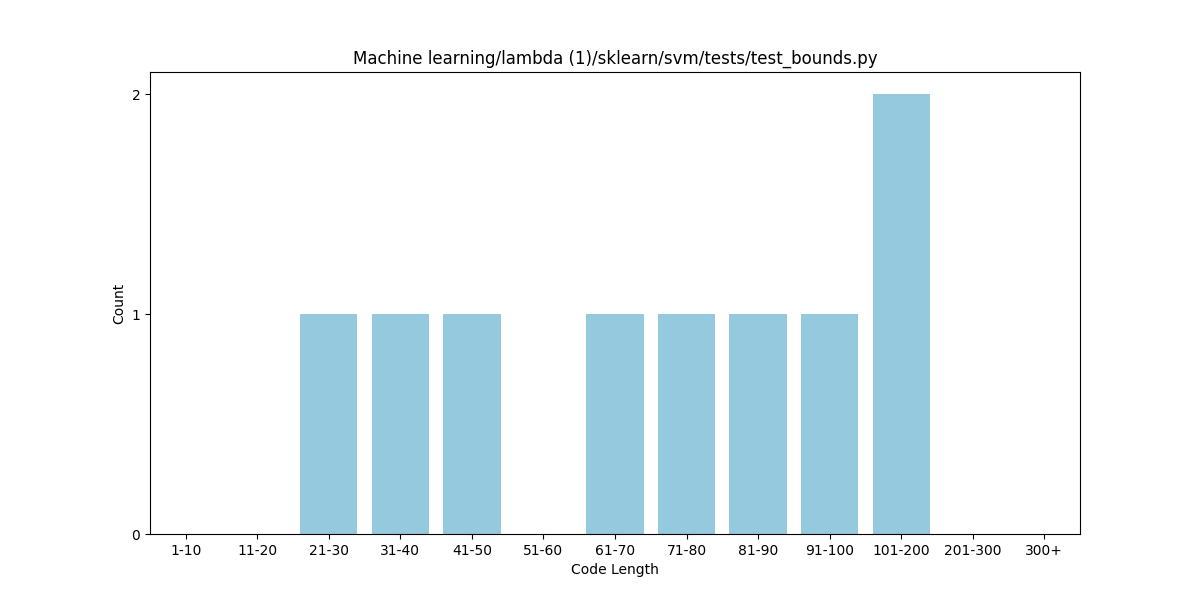 Machine learning/lambda (1)/sklearn/svm/tests/test_bounds.py
Count
2
1
0
1-10 11-20 21-30 31-40 41-50 51-60 61-70 71-80 81-90 91-100 101-200 201-300 300+
Code Length